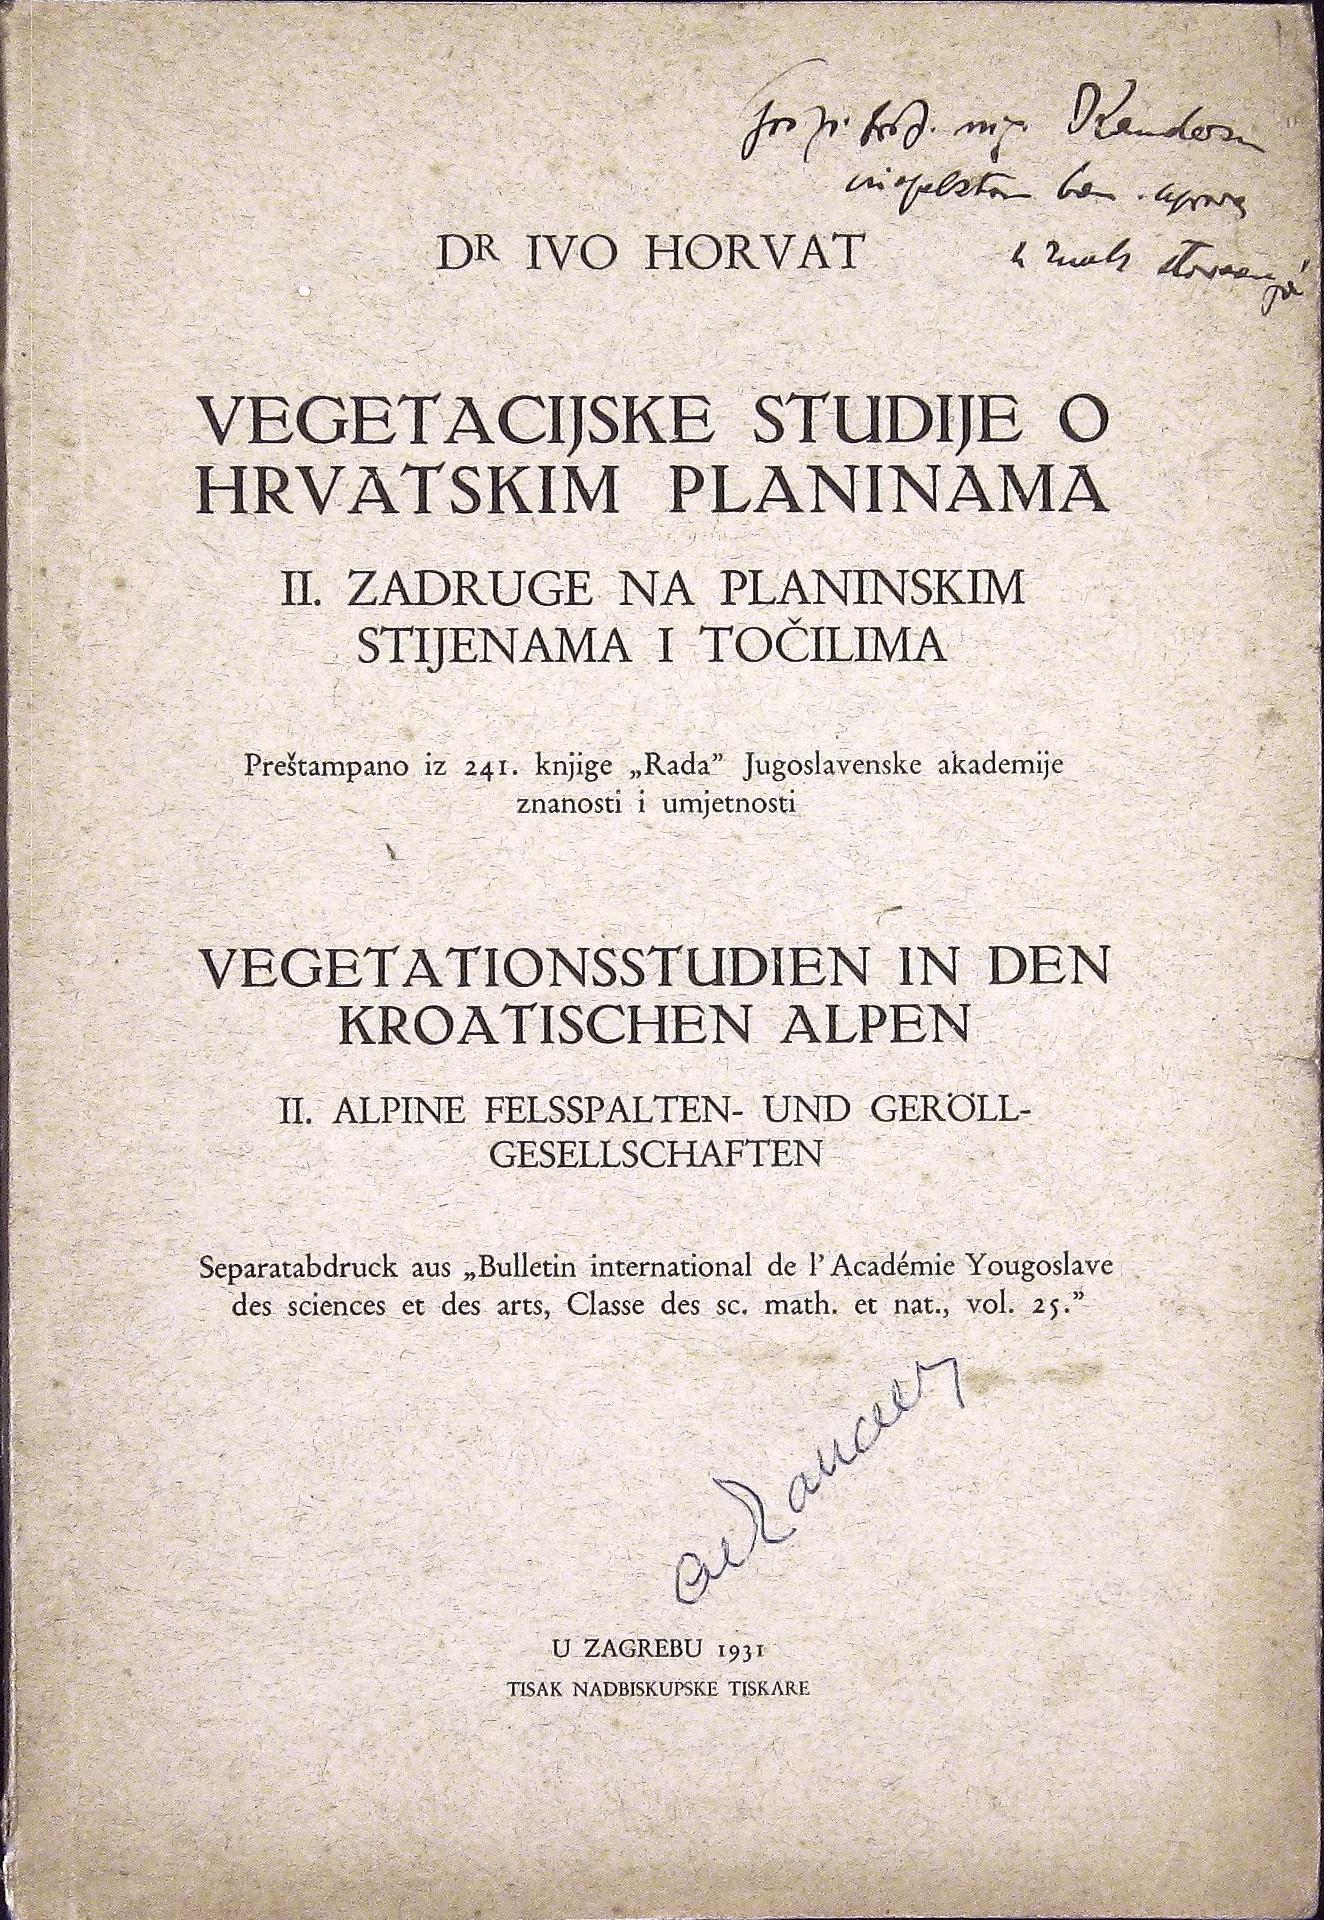 DR IVO HORVAT
u znak štovanja
VEGETACIJSKE STUDIJE O
HRVATSKIM PLANINAMA
II. ZADRUGE NA PLANINSKIM
STIJENAMA I TOČILIMA
Preštampano iz 241. knjige „Rada” Jugoslavenske akademije
znanosti i umjetnosti
VEGETATIONSSTUDIEN IN DEN
KROATISCHEN ALPEN
II. ALPINE FELSSPALTEN- UND GERÖLL-
GESELLSCHAFTEN
Separatabdruck aus „Bulletin international de l'Académie Yougoslave
des sciences et des arts, Classe des sc. math. et nat., vol. 25.”
U ZAGREBU 1931
TISAK NADBISKUPSKE TISKARE